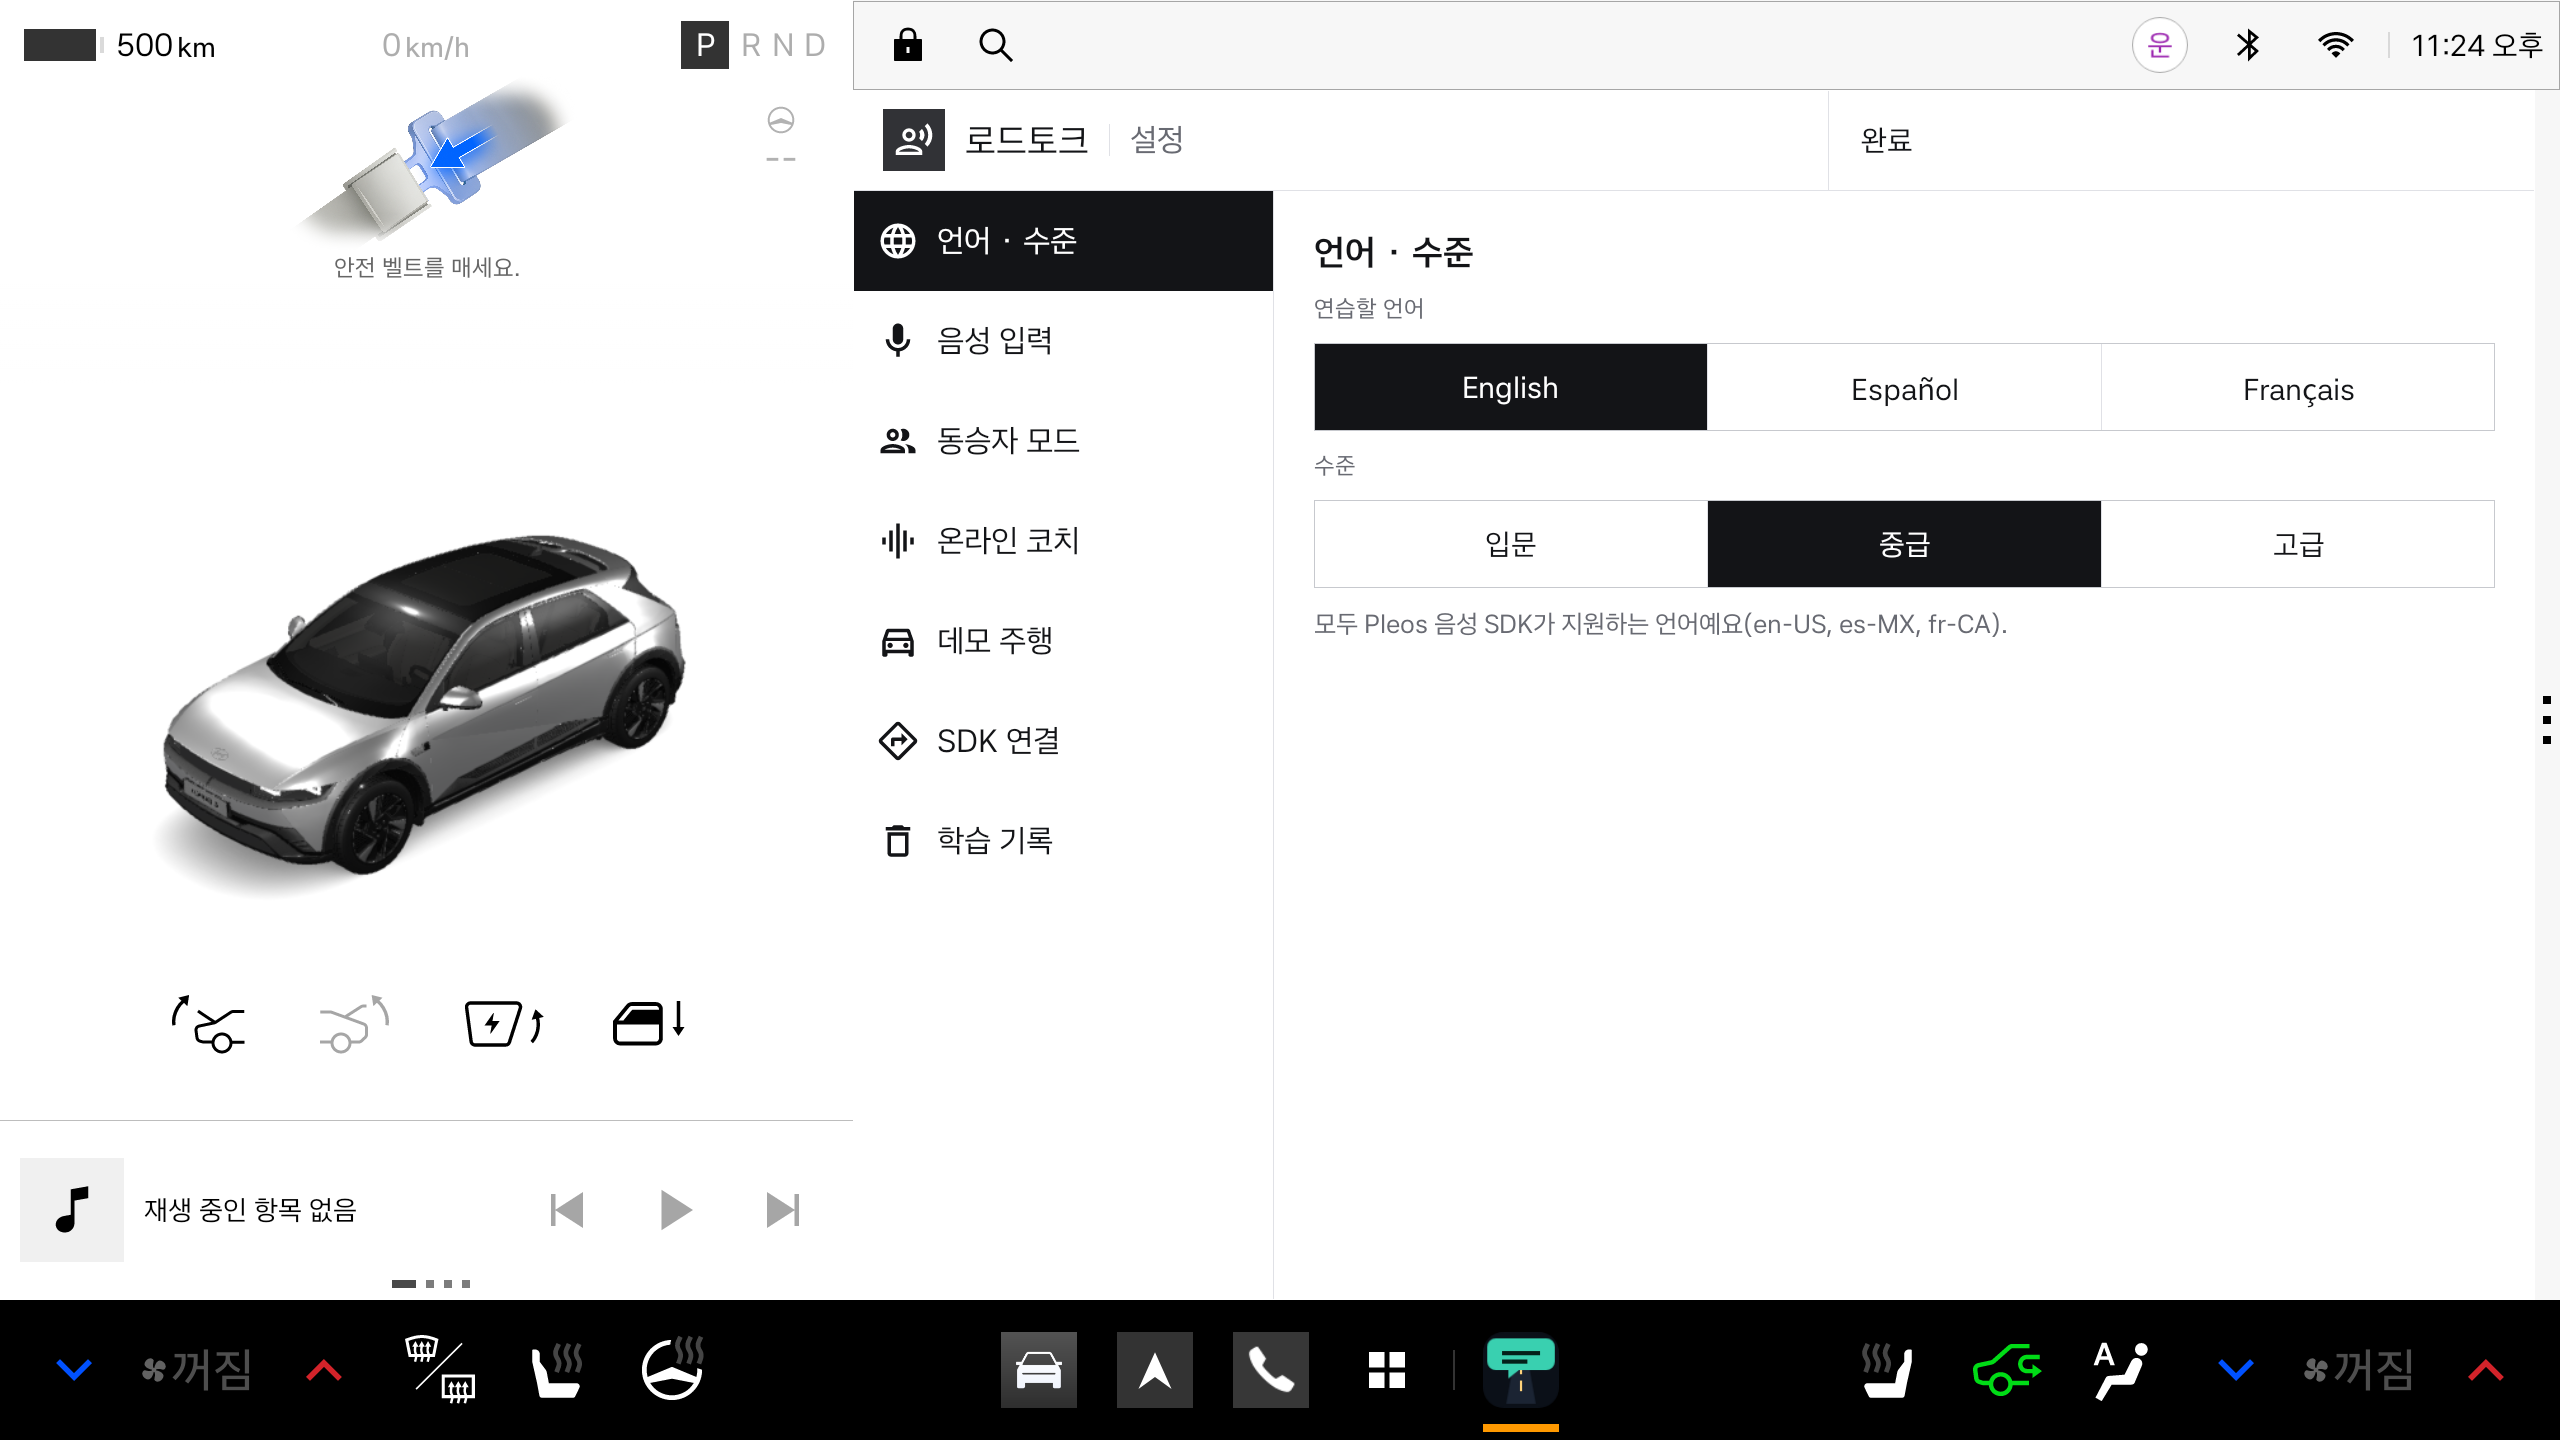 500 km
0 km/h
P R N D
안전 벨트를 매세요.
재생 중인 항목 없음
운
11:24 오후
로드토크
설정
완료
언어 · 수준
음성 입력
동승자 모드
온라인 코치
데모 주행
SDK 연결
학습 기록
언어 · 수준
연습할 언어
English
Español
Français
수준
입문
중급
고급
모두 Pleos 음성 SDK가 지원하는 언어예요(en-US, es-MX, fr-CA).
꺼짐
A
꺼짐